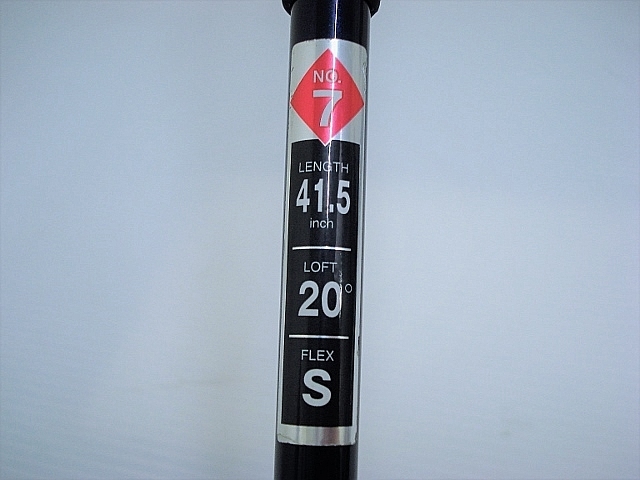 NO.
7
LENGTH
41.5
inch
LOFT
20°
FLEX
S